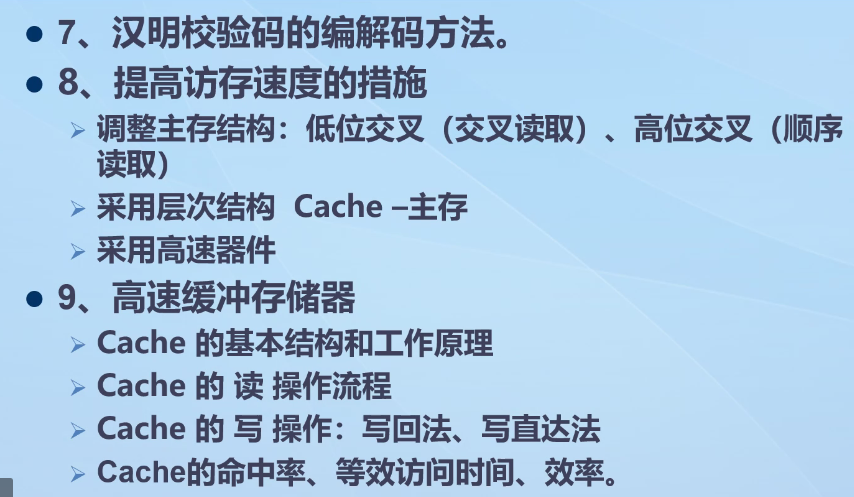 7、汉明校验码的编解码方法。
8、提高访存速度的措施
调整主存结构：低位交叉（交叉读取）、高位交叉（顺序
读取）
采用层次结构 Cache –主存
采用高速器件
9、高速缓冲存储器
Cache 的基本结构和工作原理
Cache 的 读 操作流程
Cache 的 写 操作：写回法、写直达法
Cache的命中率、等效访问时间、效率。